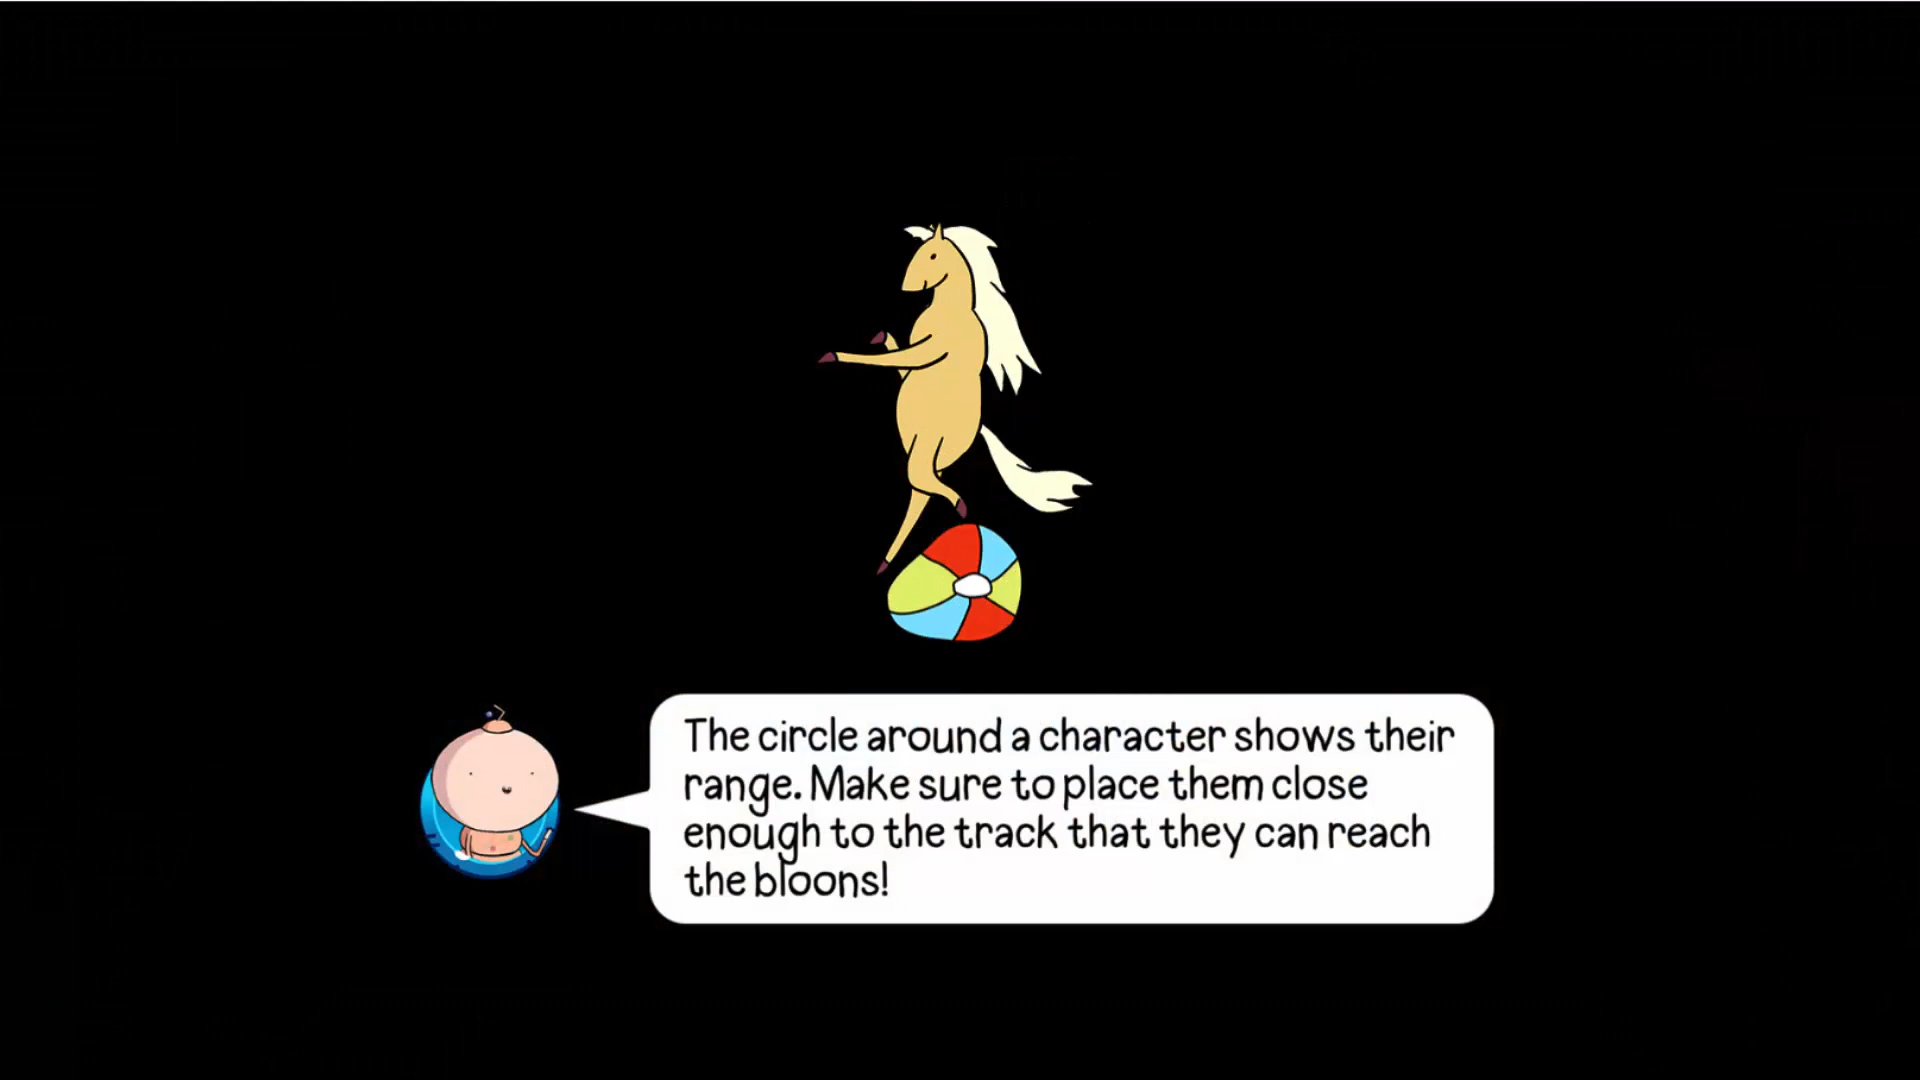 The circle around a character shows their
range. Make sure to place them close
enough to the track that they can reach
the bloons!